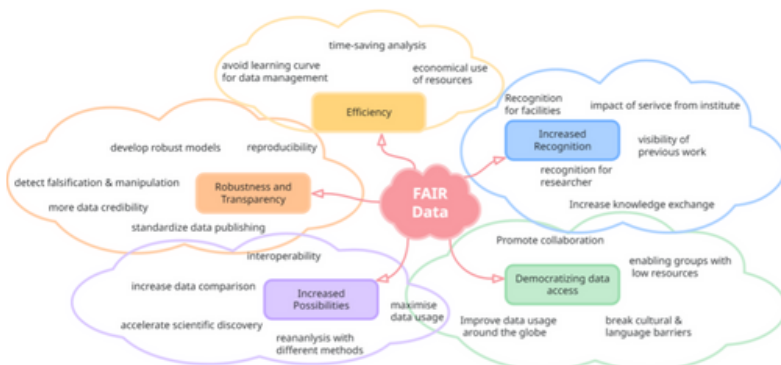 time-saving analysis
avoid learning curve
for data management
economical use
of resources
Efficiency
Recognition
for facilities
impact of serivce from institute
Increased
Recognition
visibility of
previous work
recognition for
researcher
Increase knowledge exchange
develop robust models
reproducibility
detect falsification & manipulation
Robustness and
Transparency
more data credibility
standardize data publishing
FAIR
Data
interoperability
increase data comparison
Increased
Possibilities
maximise
data usage
accelerate scientific discovery
reananlysis with
different methods
Promote collaboration
enabling groups with
low resources
Democratizing data
access
Improve data usage
around the globe
break cultural &
language barriers